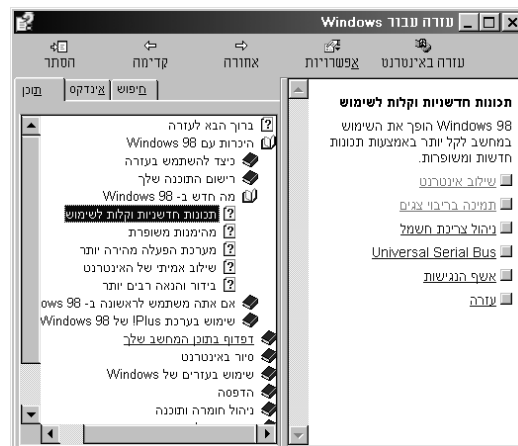 עזרה עבור Windows
עזרה באינטרנט
אפשרויות
אחורה
קדימה
הסתר
תוכן
אינדקס
חיפוש
ברוך הבא לעזרה
היכרות עם Windows 98
כיצד להשתמש בעזרה
רישום התוכנה שלך
מה חדש ב- Windows 98
תכונות חדשניות וקלות לשימוש
מהימנות משופרת
מערכת הפעלה מהירה יותר
שילוב אמיתי של האינטרנט
בידור והנאה רבים יותר
אם אתה משתמש לראשונה ב- ows 98
שימוש בערכת Plus! של Windows 98
דפדוף בתוכן המחשב שלך
סיור באינטרנט
שימוש בעזרים של Windows
הדפסה
ניהול חומרה ותוכנה
תכונות חדשניות וקלות לשימוש
Windows 98 הופך את השימוש
במחשב לקל יותר באמצעות תכונות
חדשות ומשופרות.
שילוב אינטרנט
תמיכה בריבוי צגים
ניהול צריכת חשמל
Universal Serial Bus
אשף הנגישות
עזרה